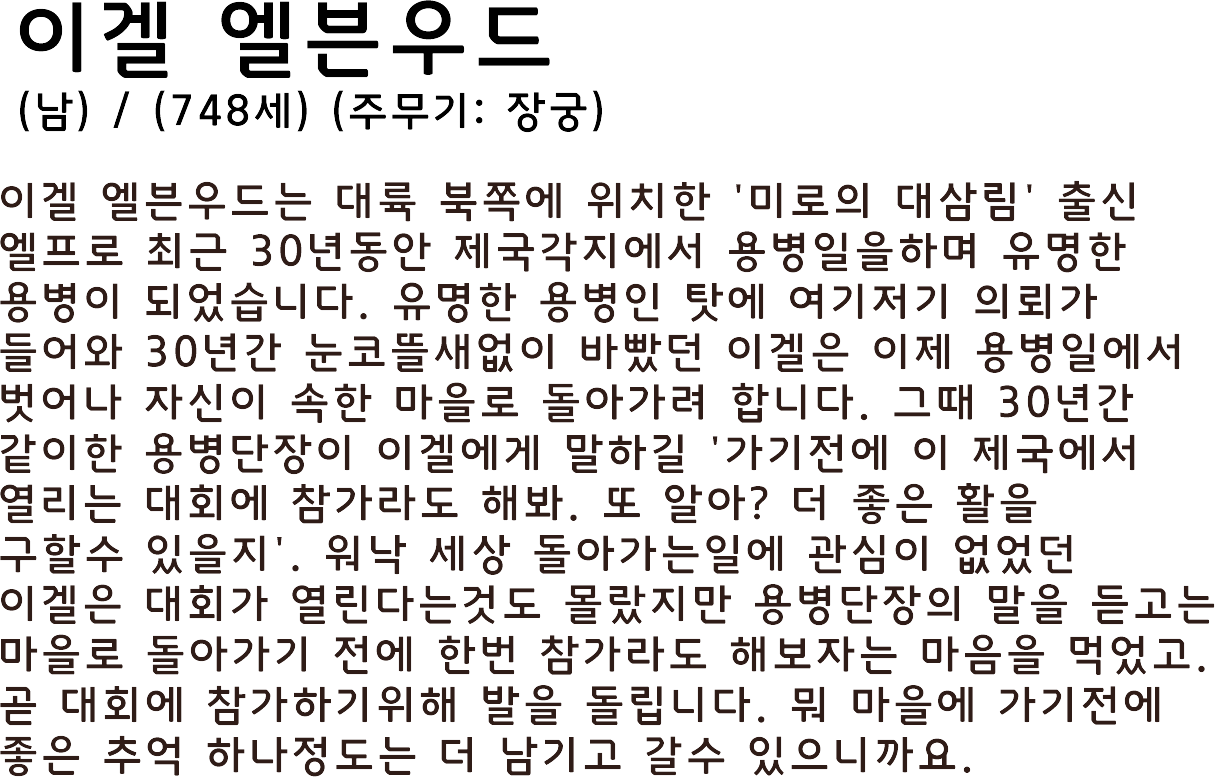 이겔 엘븐우드
(남) / (748세) (주무기: 장궁)
이겔 엘븐우드는 대륙 북쪽에 위치한 '미로의 대삼림' 출신
엘프로 최근 30년동안 제국각지에서 용병일을하며 유명한
용병이 되었습니다. 유명한 용병인 탓에 여기저기 의뢰가
들어와 30년간 눈코뜰새없이 바빴던 이겔은 이제 용병일에서
벗어나 자신이 속한 마을로 돌아가려 합니다. 그때 30년간
같이한 용병단장이 이겔에게 말하길 '가기전에 이 제국에서
열리는 대회에 참가라도 해봐. 또 알아? 더 좋은 활을
구할수 있을지'. 워낙 세상 돌아가는일에 관심이 없었던
이겔은 대회가 열린다는것도 몰랐지만 용병단장의 말을 듣고는
마을로 돌아가기 전에 한번 참가라도 해보자는 마음을 먹었고.
곧 대회에 참가하기위해 발을 돌립니다. 뭐 마을에 가기전에
좋은 추억 하나정도는 더 남기고 갈수 있으니까요.